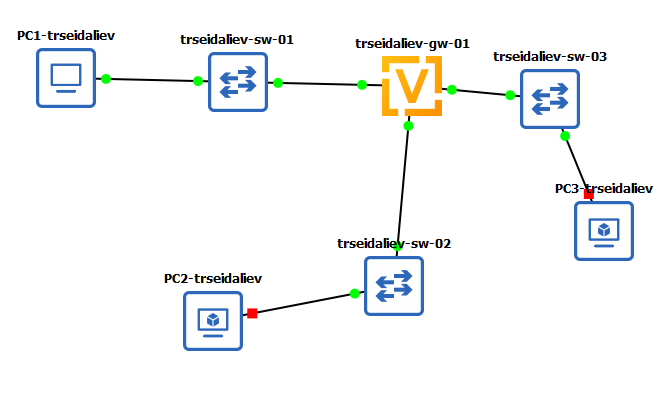 PC1-trseidaliev
trseidaliev-sw-01
trseidaliev-gw-01
trseidaliev-sw-03
PC3-trseidaliev
trseidaliev-sw-02
PC2-trseidaliev
V